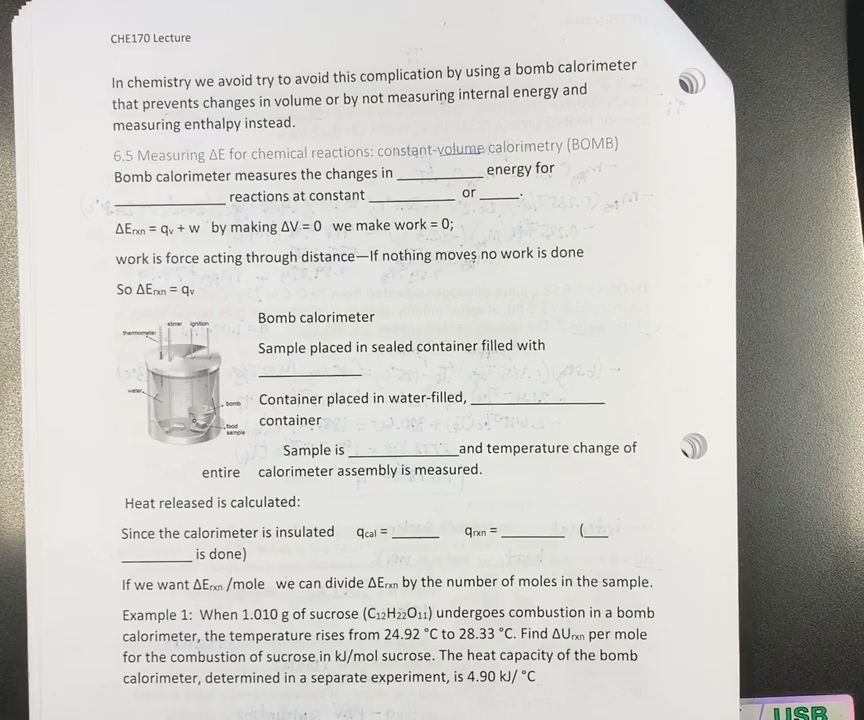 CHE170 Lecture
In chemistry we avoid try to avoid this complication by using a bomb calorimeter
that prevents changes in volume or by not measuring internal energy and
measuring enthalpy instead.
6.5 Measuring ΔE for chemical reactions: constant-volume calorimetry (BOMB)
Bomb calorimeter measures the changes in __________ energy for
_____________ reactions at constant __________ or _____.
ΔErxn = qv + w by making ΔV = 0 we make work = 0;
work is force acting through distance—If nothing moves no work is done
So ΔErxn = qv
Bomb calorimeter
stirrer ignition
thermometer
Sample placed in sealed container filled with
____________
water
Container placed in water-filled, ________________
bomb
container
food
sample
Sample is _____________and temperature change of
entire calorimeter assembly is measured.
Heat released is calculated:
Since the calorimeter is insulated qcal = ______ qrxn = ________ (___
________ is done)
If we want ΔErxn /mole we can divide ΔErxn by the number of moles in the sample.
Example 1: When 1.010 g of sucrose (C12H22O11) undergoes combustion in a bomb
calorimeter, the temperature rises from 24.92 °C to 28.33 °C. Find ΔUrxn per mole
for the combustion of sucrose in kJ/mol sucrose. The heat capacity of the bomb
calorimeter, determined in a separate experiment, is 4.90 kJ/ °C
USB